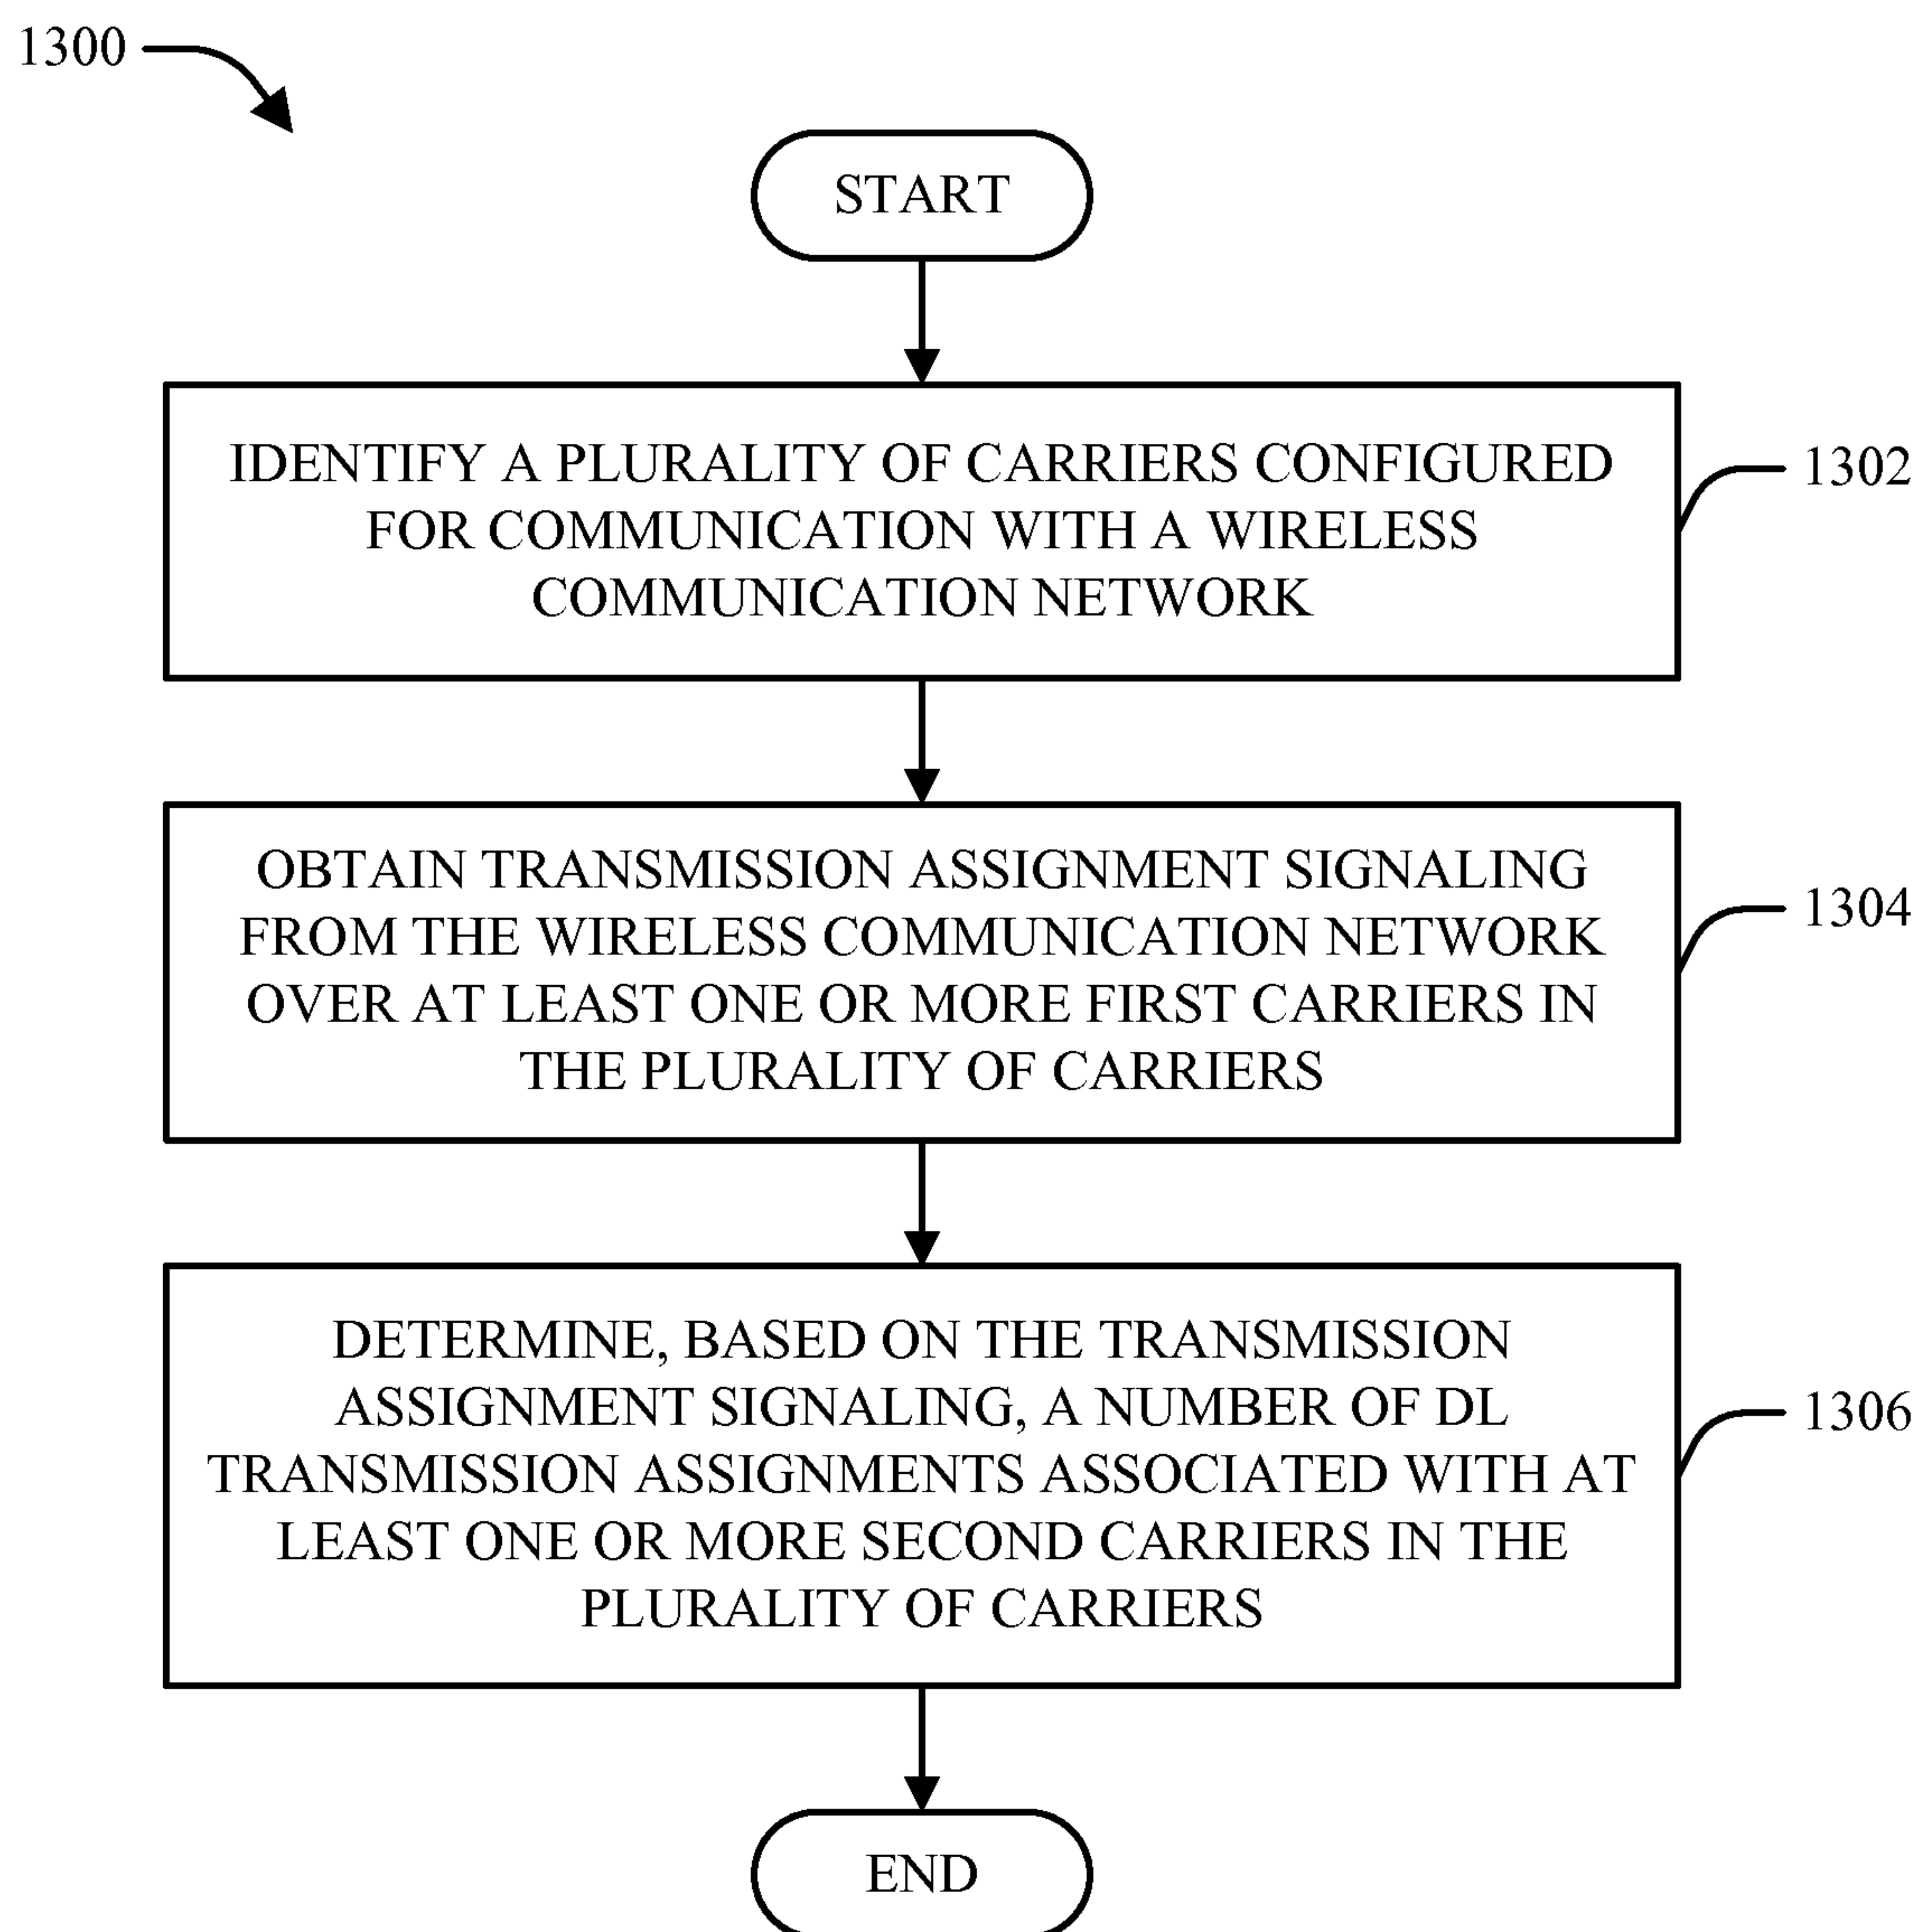 1300
START
IDENTIFY A PLURALITY OF CARRIERS CONFIGURED
FOR COMMUNICATION WITH A WIRELESS
COMMUNICATION NETWORK
1302
OBTAIN TRANSMISSION ASSIGNMENT SIGNALING
FROM THE WIRELESS COMMUNICATION NETWORK
OVER AT LEAST ONE OR MORE FIRST CARRIERS IN
THE PLURALITY OF CARRIERS
1304
DETERMINE, BASED ON THE TRANSMISSION
ASSIGNMENT SIGNALING, A NUMBER OF DL
TRANSMISSION ASSIGNMENTS ASSOCIATED WITH AT
LEAST ONE OR MORE SECOND CARRIERS IN THE
PLURALITY OF CARRIERS
1306
END